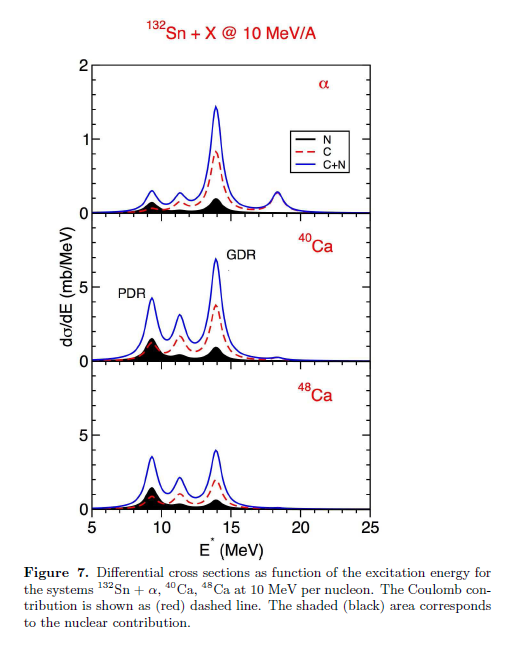 ¹³²Sn + X @ 10 MeV/A
2
α
1
N
C
C+N
0
⁴⁰Ca
GDR
PDR
5
0
⁴⁸Ca
5
0
5 10 15 20 25
dσ/dE (mb/MeV)
E* (MeV)
Figure 7. Differential cross sections as function of the excitation energy for
the systems ¹³²Sn + α, ⁴⁰Ca, ⁴⁸Ca at 10 MeV per nucleon. The Coulomb con-
tribution is shown as (red) dashed line. The shaded (black) area corresponds
to the nuclear contribution.